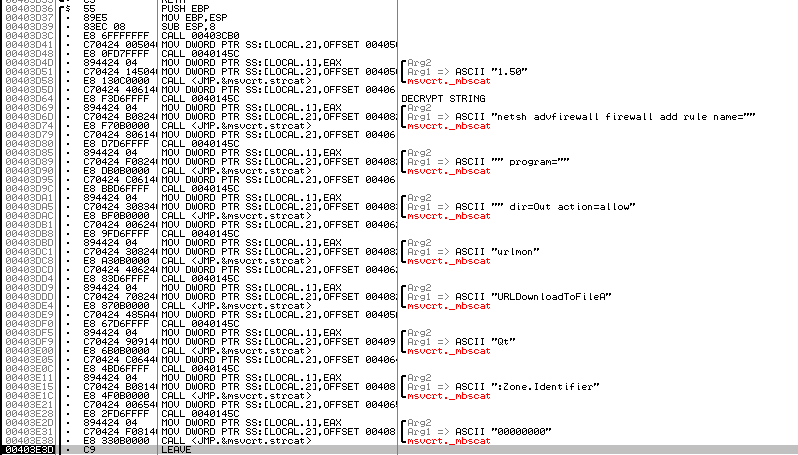 00403D36 $ 55 PUSH EBP
00403D37 . 89E5 MOV EBP,ESP
00403D39 . 83EC 08 SUB ESP,8
00403D3C . E8 6FFFFFFF CALL 00403CB0
00403D41 . C70424 00504 MOV DWORD PTR SS:[LOCAL.2],OFFSET 00405
00403D48 . E8 0FD7FFFF CALL 0040145C
00403D4D . 894424 04 MOV DWORD PTR SS:[LOCAL.1],EAX Arg2
00403D51 . C70424 14504 MOV DWORD PTR SS:[LOCAL.2],OFFSET 00405 Arg1 => ASCII "1.50"
00403D58 . E8 130C0000 CALL <JMP.&msvcrt.strcat> msvcrt._mbscat
00403D5D . C70424 40614 MOV DWORD PTR SS:[LOCAL.2],OFFSET 00406
00403D64 . E8 F3D6FFFF CALL 0040145C DECRYPT STRING
00403D69 . 894424 04 MOV DWORD PTR SS:[LOCAL.1],EAX Arg2
00403D6D . C70424 B0824 MOV DWORD PTR SS:[LOCAL.2],OFFSET 00408 Arg1 => ASCII "netsh advfirewall firewall add rule name="""
00403D74 . E8 F70B0000 CALL <JMP.&msvcrt.strcat> msvcrt._mbscat
00403D79 . C70424 80614 MOV DWORD PTR SS:[LOCAL.2],OFFSET 00406
00403D80 . E8 D7D6FFFF CALL 0040145C
00403D85 . 894424 04 MOV DWORD PTR SS:[LOCAL.1],EAX Arg2
00403D89 . C70424 F0824 MOV DWORD PTR SS:[LOCAL.2],OFFSET 00408 Arg1 => ASCII """ program="""
00403D90 . E8 DB0B0000 CALL <JMP.&msvcrt.strcat> msvcrt._mbscat
00403D95 . C70424 C0614 MOV DWORD PTR SS:[LOCAL.2],OFFSET 00406
00403D9C . E8 BBD6FFFF CALL 0040145C
00403DA1 . 894424 04 MOV DWORD PTR SS:[LOCAL.1],EAX Arg2
00403DA5 . C70424 30834 MOV DWORD PTR SS:[LOCAL.2],OFFSET 00408 Arg1 => ASCII """ dir=Out action=allow"
00403DAC . E8 BF0B0000 CALL <JMP.&msvcrt.strcat> msvcrt._mbscat
00403DB1 . C70424 00624 MOV DWORD PTR SS:[LOCAL.2],OFFSET 00406
00403DB8 . E8 9FD6FFFF CALL 0040145C
00403DBD . 894424 04 MOV DWORD PTR SS:[LOCAL.1],EAX Arg2
00403DC1 . C70424 30824 MOV DWORD PTR SS:[LOCAL.2],OFFSET 00408 Arg1 => ASCII "urlmon"
00403DC8 . E8 A30B0000 CALL <JMP.&msvcrt.strcat> msvcrt._mbscat
00403DCD . C70424 40624 MOV DWORD PTR SS:[LOCAL.2],OFFSET 00406
00403DD4 . E8 83D6FFFF CALL 0040145C
00403DD9 . 894424 04 MOV DWORD PTR SS:[LOCAL.1],EAX Arg2
00403DDD . C70424 70824 MOV DWORD PTR SS:[LOCAL.2],OFFSET 00408 Arg1 => ASCII "URLDownloadToFileA"
00403DE4 . E8 870B0000 CALL <JMP.&msvcrt.strcat> msvcrt._mbscat
00403DE9 . C70424 485A4 MOV DWORD PTR SS:[LOCAL.2],OFFSET 00405
00403DF0 . E8 67D6FFFF CALL 0040145C
00403DF5 . 894424 04 MOV DWORD PTR SS:[LOCAL.1],EAX Arg2
00403DF9 . C70424 90914 MOV DWORD PTR SS:[LOCAL.2],OFFSET 00409 Arg1 => ASCII "Qt"
00403E00 . E8 6B0B0000 CALL <JMP.&msvcrt.strcat> msvcrt._mbscat
00403E05 . C70424 C0644 MOV DWORD PTR SS:[LOCAL.2],OFFSET 00406
00403E0C . E8 4BD6FFFF CALL 0040145C
00403E11 . 894424 04 MOV DWORD PTR SS:[LOCAL.1],EAX Arg2
00403E15 . C70424 B0814 MOV DWORD PTR SS:[LOCAL.2],OFFSET 00408 Arg1 => ASCII ":Zone.Identifier"
00403E1C . E8 4F0B0000 CALL <JMP.&msvcrt.strcat> msvcrt._mbscat
00403E21 . C70424 00654 MOV DWORD PTR SS:[LOCAL.2],OFFSET 00406
00403E28 . E8 2FD6FFFF CALL 0040145C
00403E2D . 894424 04 MOV DWORD PTR SS:[LOCAL.1],EAX Arg2
00403E31 . C70424 F0814 MOV DWORD PTR SS:[LOCAL.2],OFFSET 00408 Arg1 => ASCII "00000000"
00403E38 . E8 330B0000 CALL <JMP.&msvcrt.strcat> msvcrt._mbscat
00403E3D . C9 LEAVE